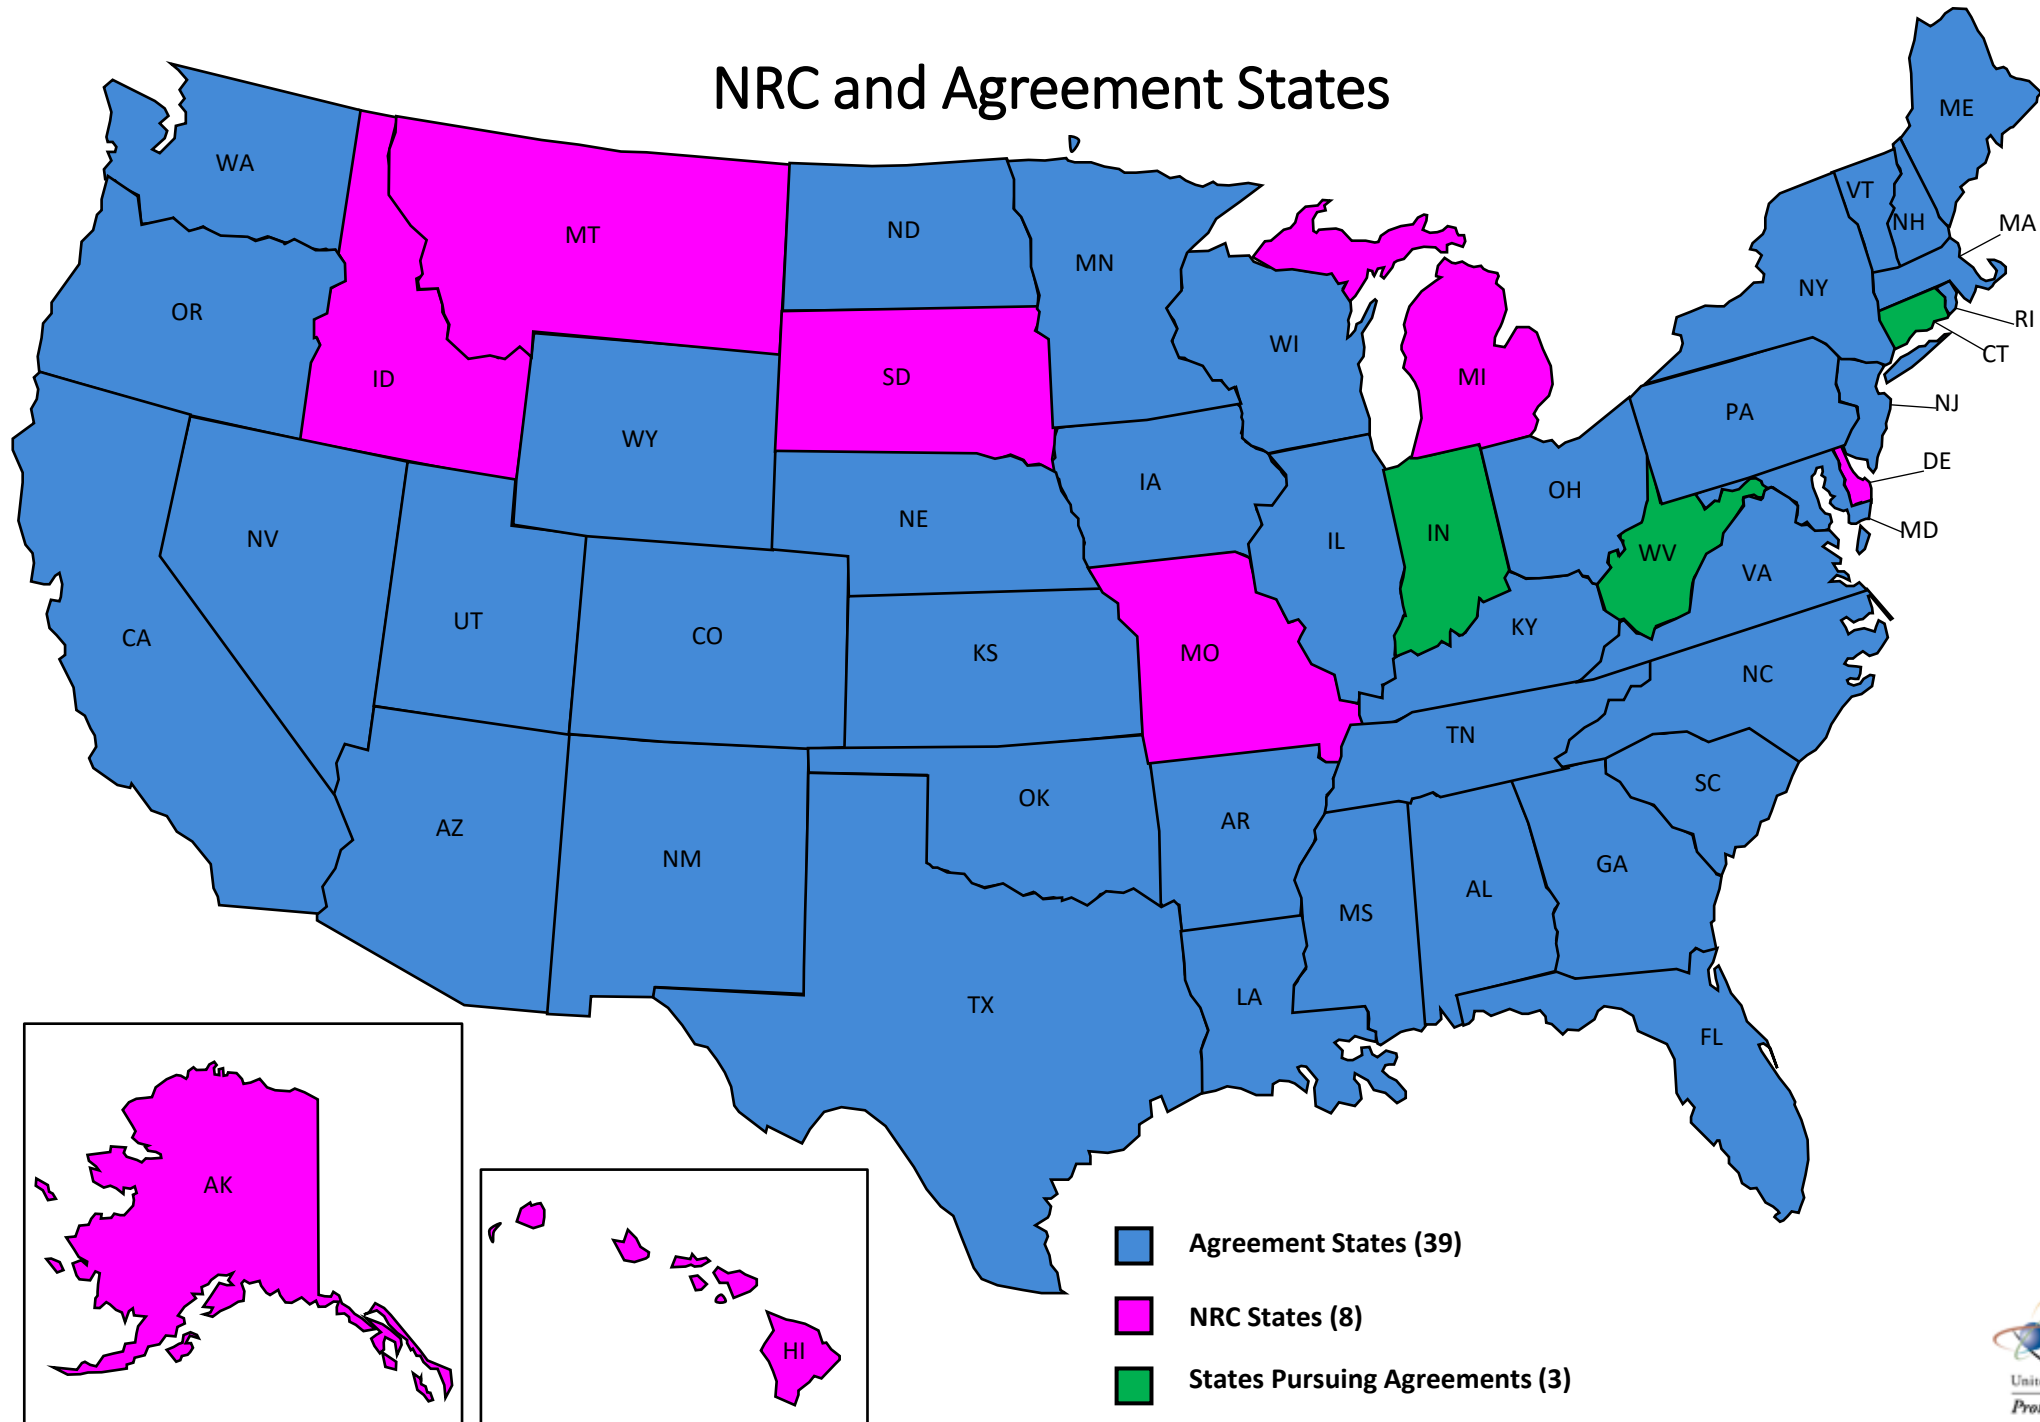 NRC and Agreement States
ME
WA
VT
NH
MA
MT
ND
MN
NY
OR
RI
WI
CT
ID
SD
MI
NJ
PA
WY
DE
IA
OH
NE
MD
NV
IN
IL
WV
VA
UT
KY
CA
CO
KS
MO
NC
TN
SC
OK
AR
AZ
NM
GA
AL
MS
LA
TX
FL
AK
HI
Agreement States (39)
NRC States (8)
States Pursuing Agreements (3)